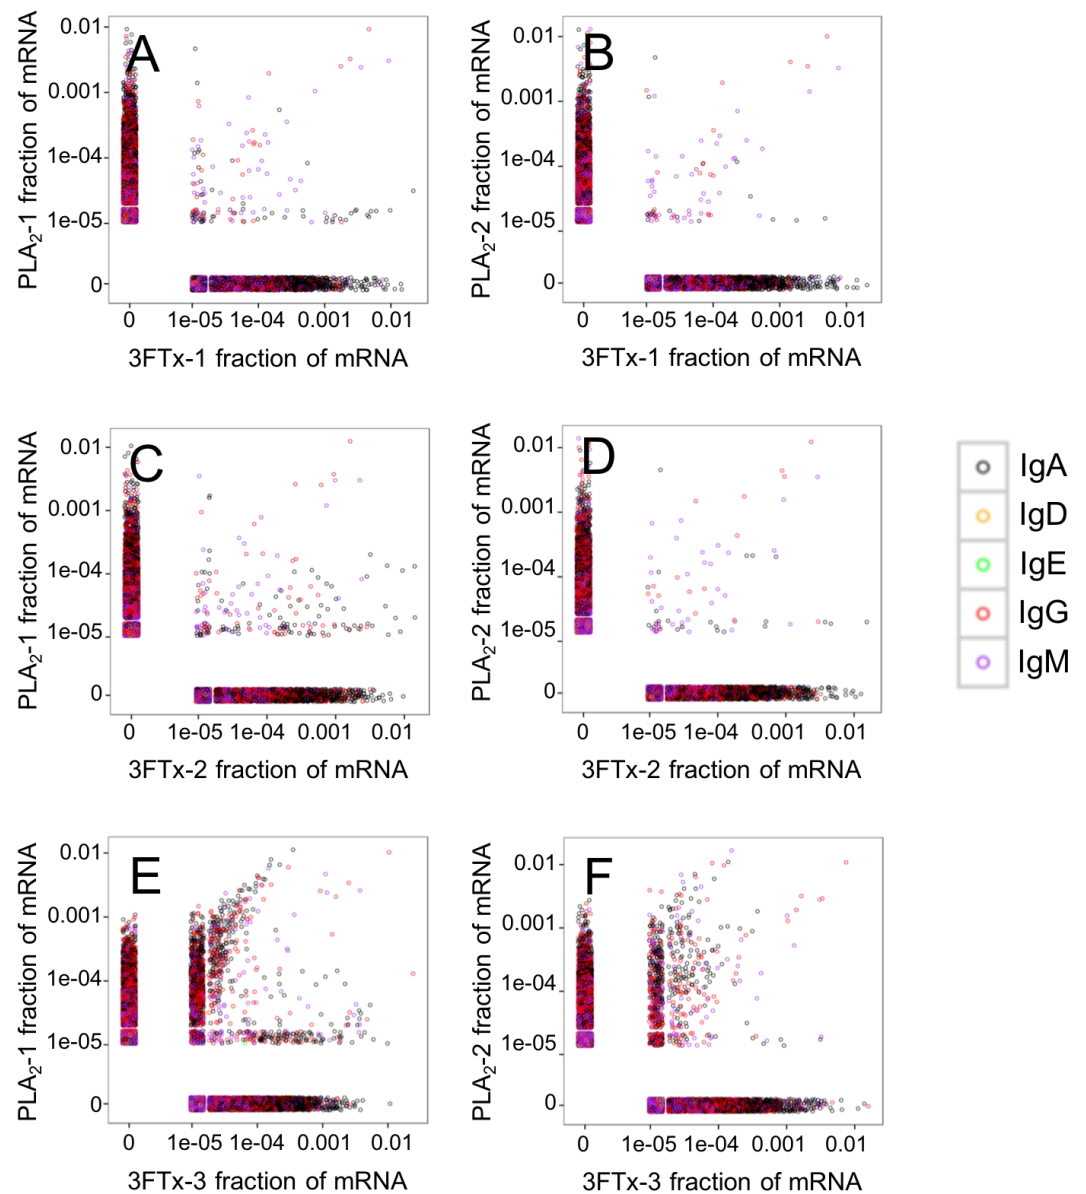 A
PLA2-1 fraction of mRNA
0.01
0.001
1e-04
1e-05
0
0 1e-05 1e-04 0.001 0.01
3FTx-1 fraction of mRNA
B
PLA2-2 fraction of mRNA
0.01
0.001
1e-04
1e-05
0
0 1e-05 1e-04 0.001 0.01
3FTx-1 fraction of mRNA
C
PLA2-1 fraction of mRNA
0.01
0.001
1e-04
1e-05
0
0 1e-05 1e-04 0.001 0.01
3FTx-2 fraction of mRNA
D
PLA2-2 fraction of mRNA
0.01
0.001
1e-04
1e-05
0
0 1e-05 1e-04 0.001 0.01
3FTx-2 fraction of mRNA
IgA
IgD
IgE
IgG
IgM
E
PLA2-1 fraction of mRNA
0.01
0.001
1e-04
1e-05
0
0 1e-05 1e-04 0.001 0.01
3FTx-3 fraction of mRNA
F
PLA2-2 fraction of mRNA
0.01
0.001
1e-04
1e-05
0
0 1e-05 1e-04 0.001 0.01
3FTx-3 fraction of mRNA